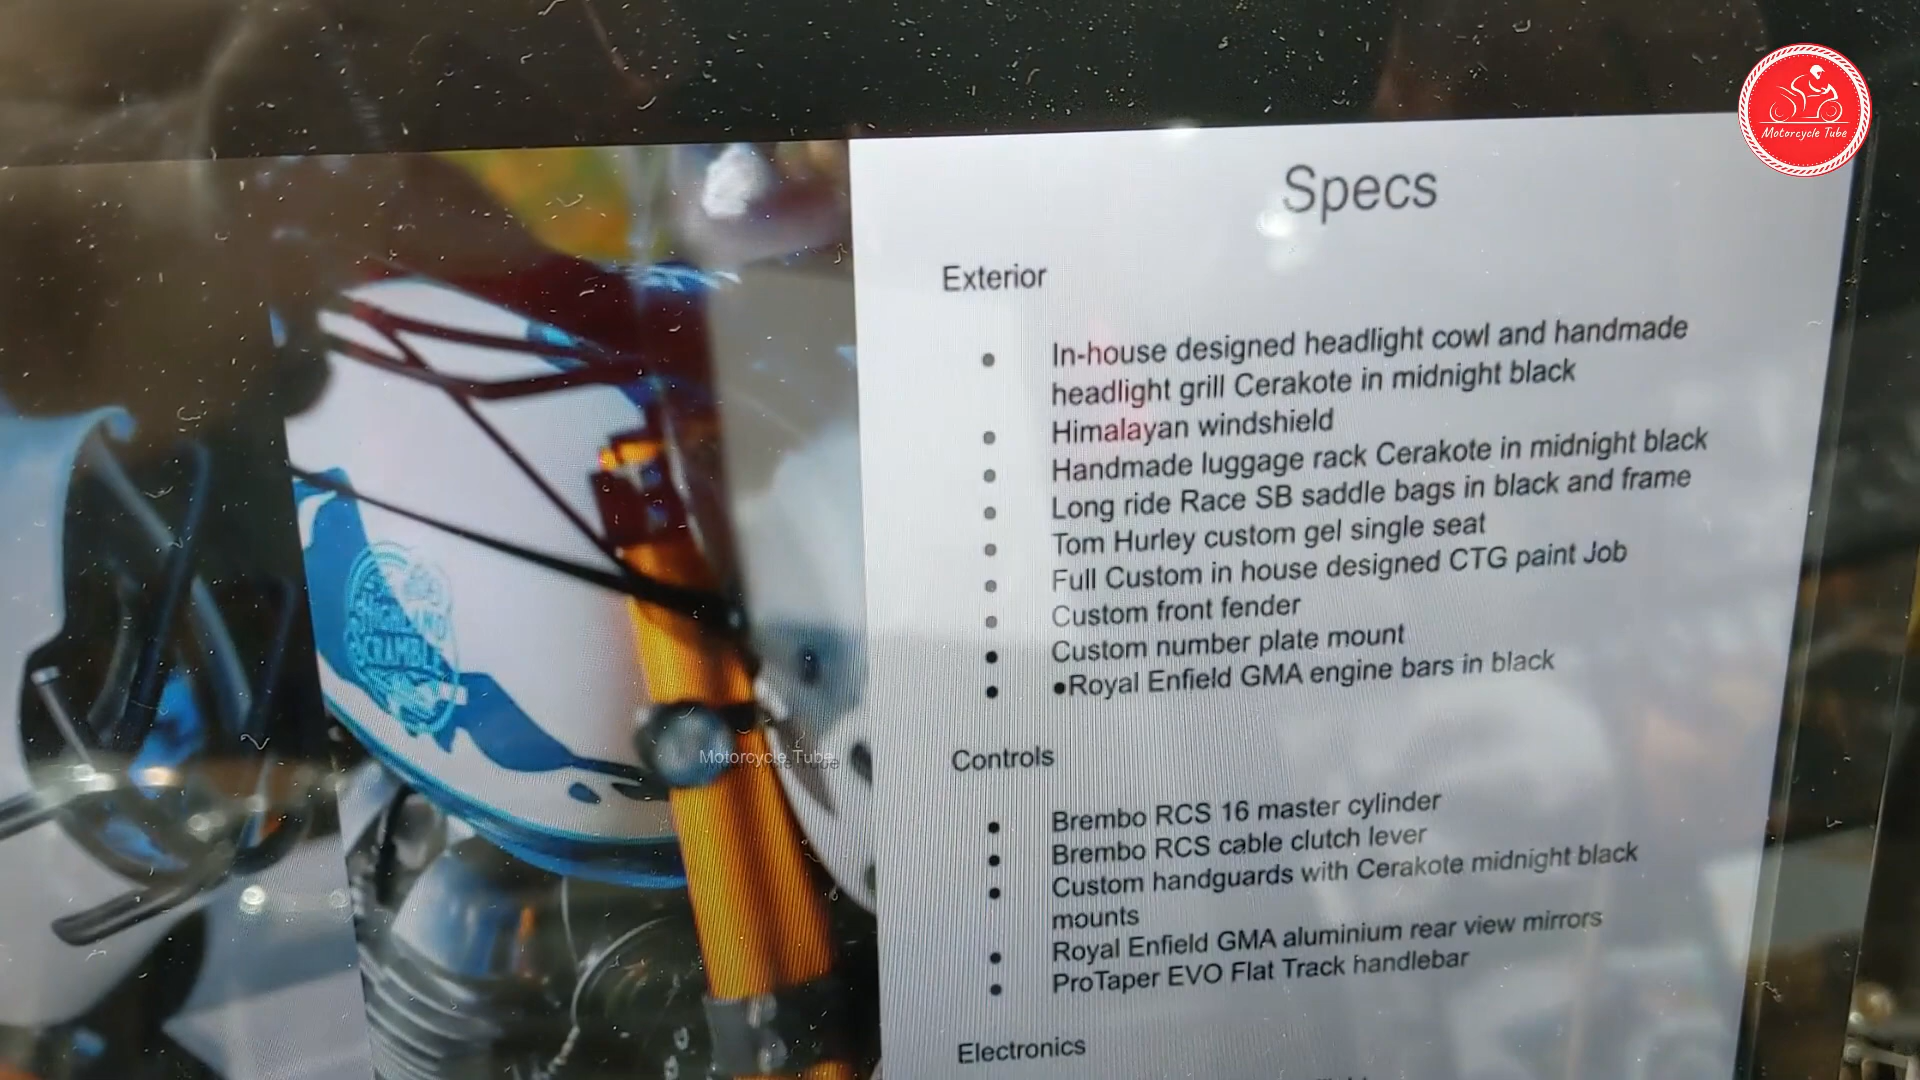 Motorcycle Tube
Specs
Exterior
● In-house designed headlight cowl and handmade
headlight grill Cerakote in midnight black
● Himalayan windshield
● Handmade luggage rack Cerakote in midnight black
● Long ride Race SB saddle bags in black and frame
● Tom Hurley custom gel single seat
● Full Custom in house designed CTG paint Job
● Custom front fender
● Custom number plate mount
● ●Royal Enfield GMA engine bars in black
HIGHLAND
SCRAMBLE
Motorcycle Tube
Controls
● Brembo RCS 16 master cylinder
● Brembo RCS cable clutch lever
● Custom handguards with Cerakote midnight black
mounts
● Royal Enfield GMA aluminium rear view mirrors
● ProTaper EVO Flat Track handlebar
Electronics